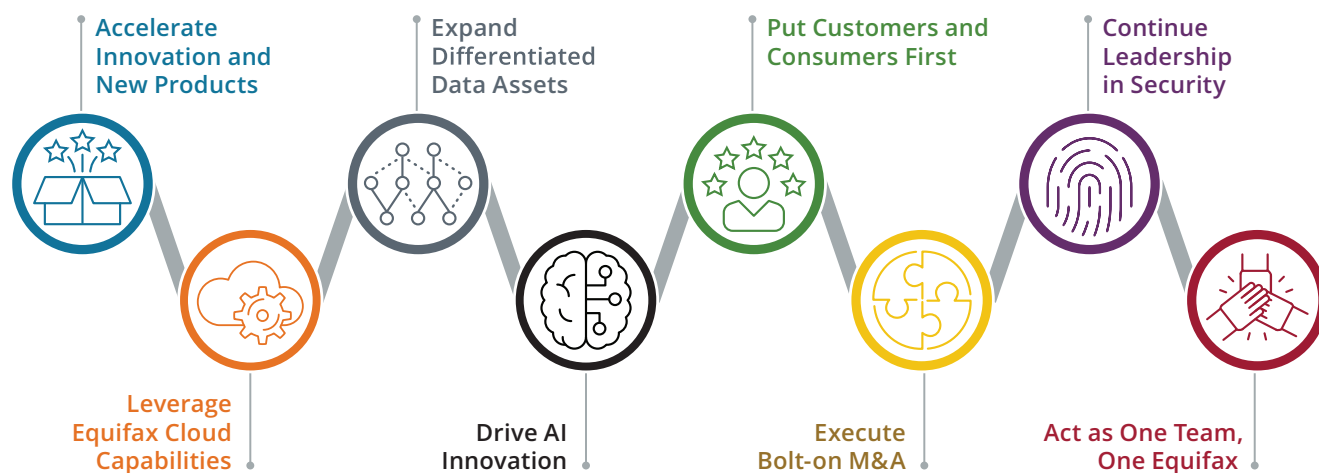 Accelerate
Innovation and
New Products
Leverage
Equifax Cloud
Capabilities
Expand
Differentiated
Data Assets
Drive AI
Innovation
Put Customers and
Consumers First
Execute
Bolt-on M&A
Continue
Leadership
in Security
Act as One Team,
One Equifax